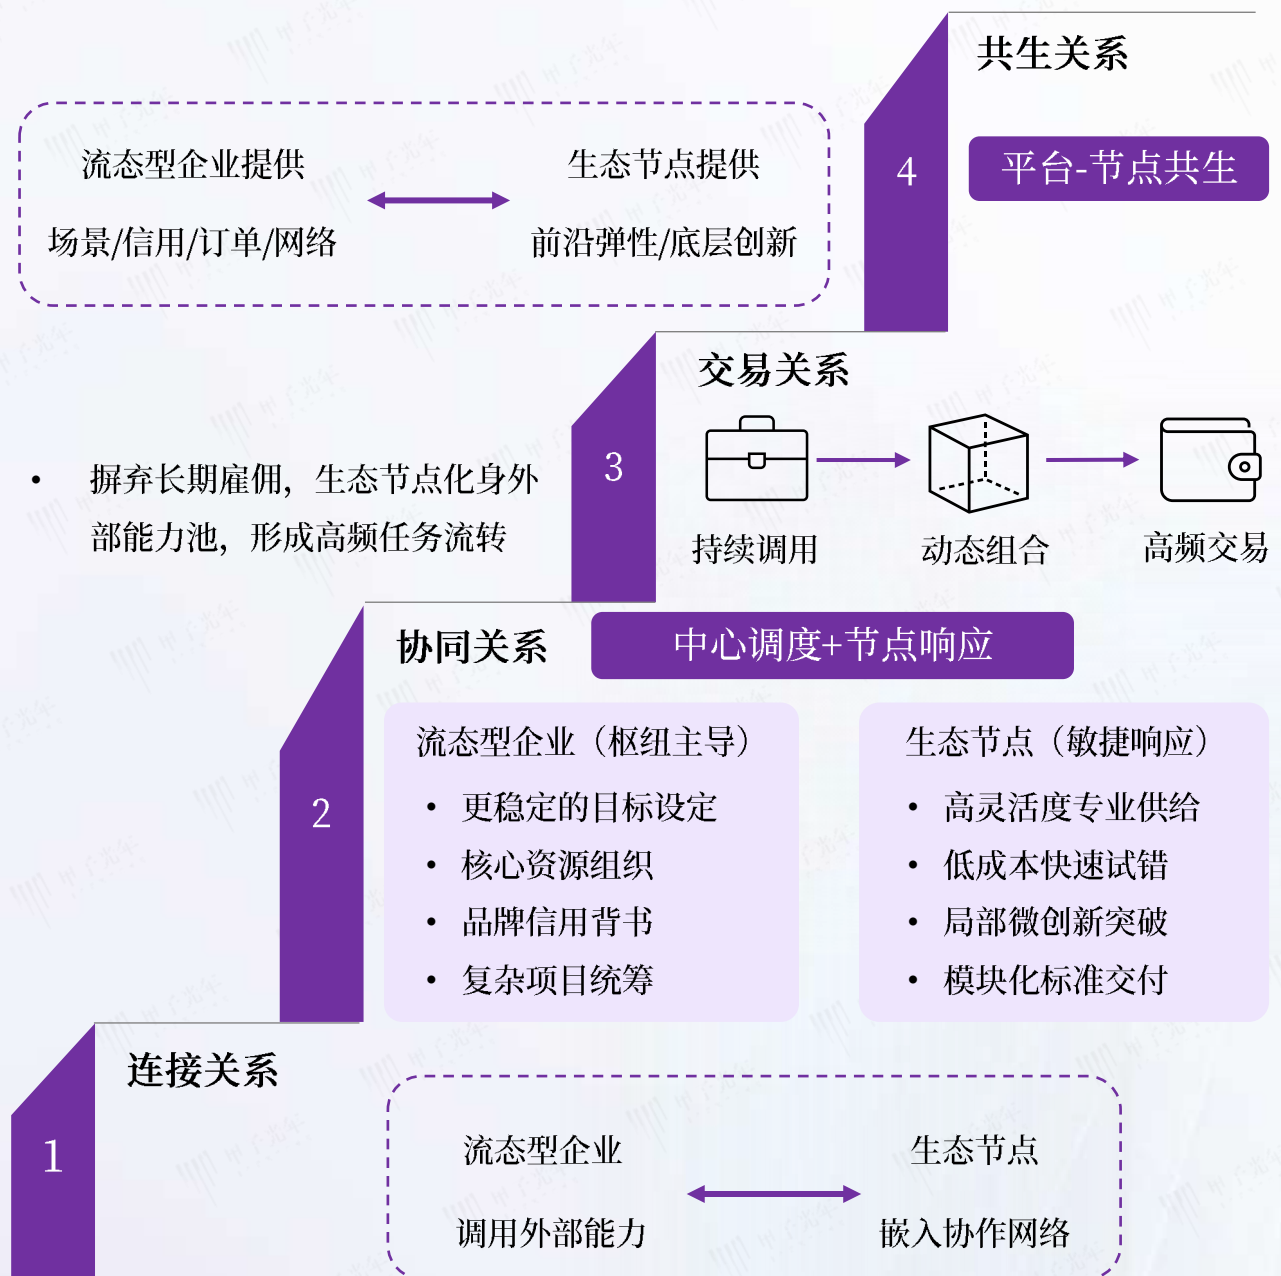 共生关系
4
平台-节点共生
流态型企业提供
场景/信用/订单/网络
生态节点提供
前沿弹性/底层创新
交易关系
3
持续调用
动态组合
高频交易
• 摒弃长期雇佣，生态节点化身外
部能力池，形成高频任务流转
协同关系
中心调度+节点响应
2
流态型企业（枢纽主导）
• 更稳定的目标设定
• 核心资源组织
• 品牌信用背书
• 复杂项目统筹
生态节点（敏捷响应）
• 高灵活度专业供给
• 低成本快速试错
• 局部微创新突破
• 模块化标准交付
连接关系
1
流态型企业
调用外部能力
生态节点
嵌入协作网络
甲子光年